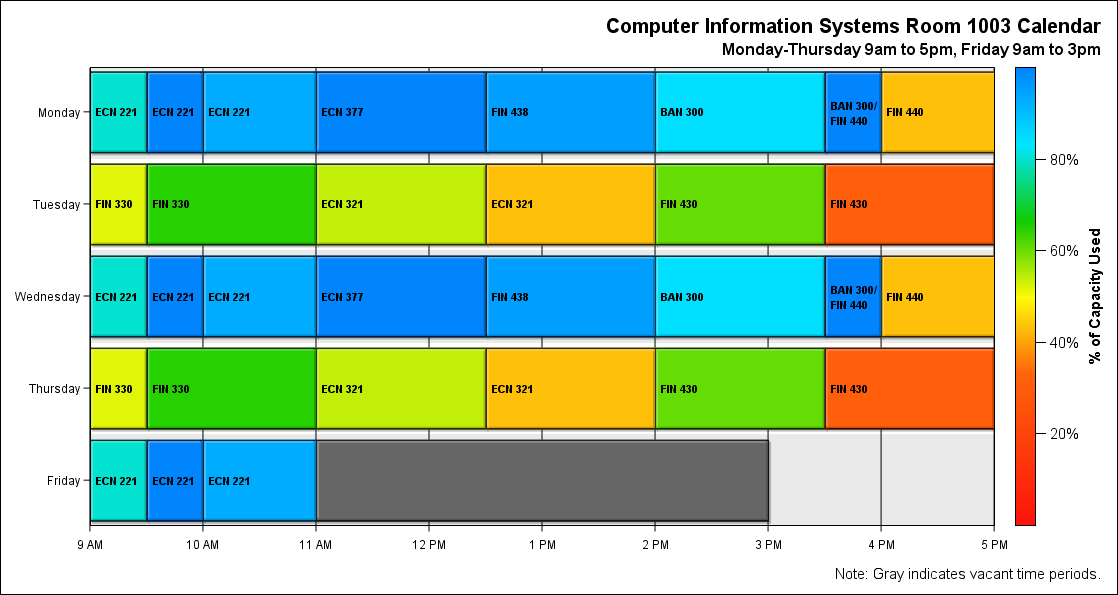 Computer Information Systems Room 1003 Calendar
Monday-Thursday 9am to 5pm, Friday 9am to 3pm
Monday
ECN 221
ECN 221
ECN 221
ECN 377
FIN 438
BAN 300
BAN 300/
FIN 440
FIN 440
Tuesday
FIN 330
FIN 330
ECN 321
ECN 321
FIN 430
FIN 430
Wednesday
ECN 221
ECN 221
ECN 221
ECN 377
FIN 438
BAN 300
BAN 300/
FIN 440
FIN 440
Thursday
FIN 330
FIN 330
ECN 321
ECN 321
FIN 430
FIN 430
Friday
ECN 221
ECN 221
ECN 221
9 AM
10 AM
11 AM
12 PM
1 PM
2 PM
3 PM
4 PM
5 PM
80%
60%
40%
20%
% of Capacity Used
Note: Gray indicates vacant time periods.